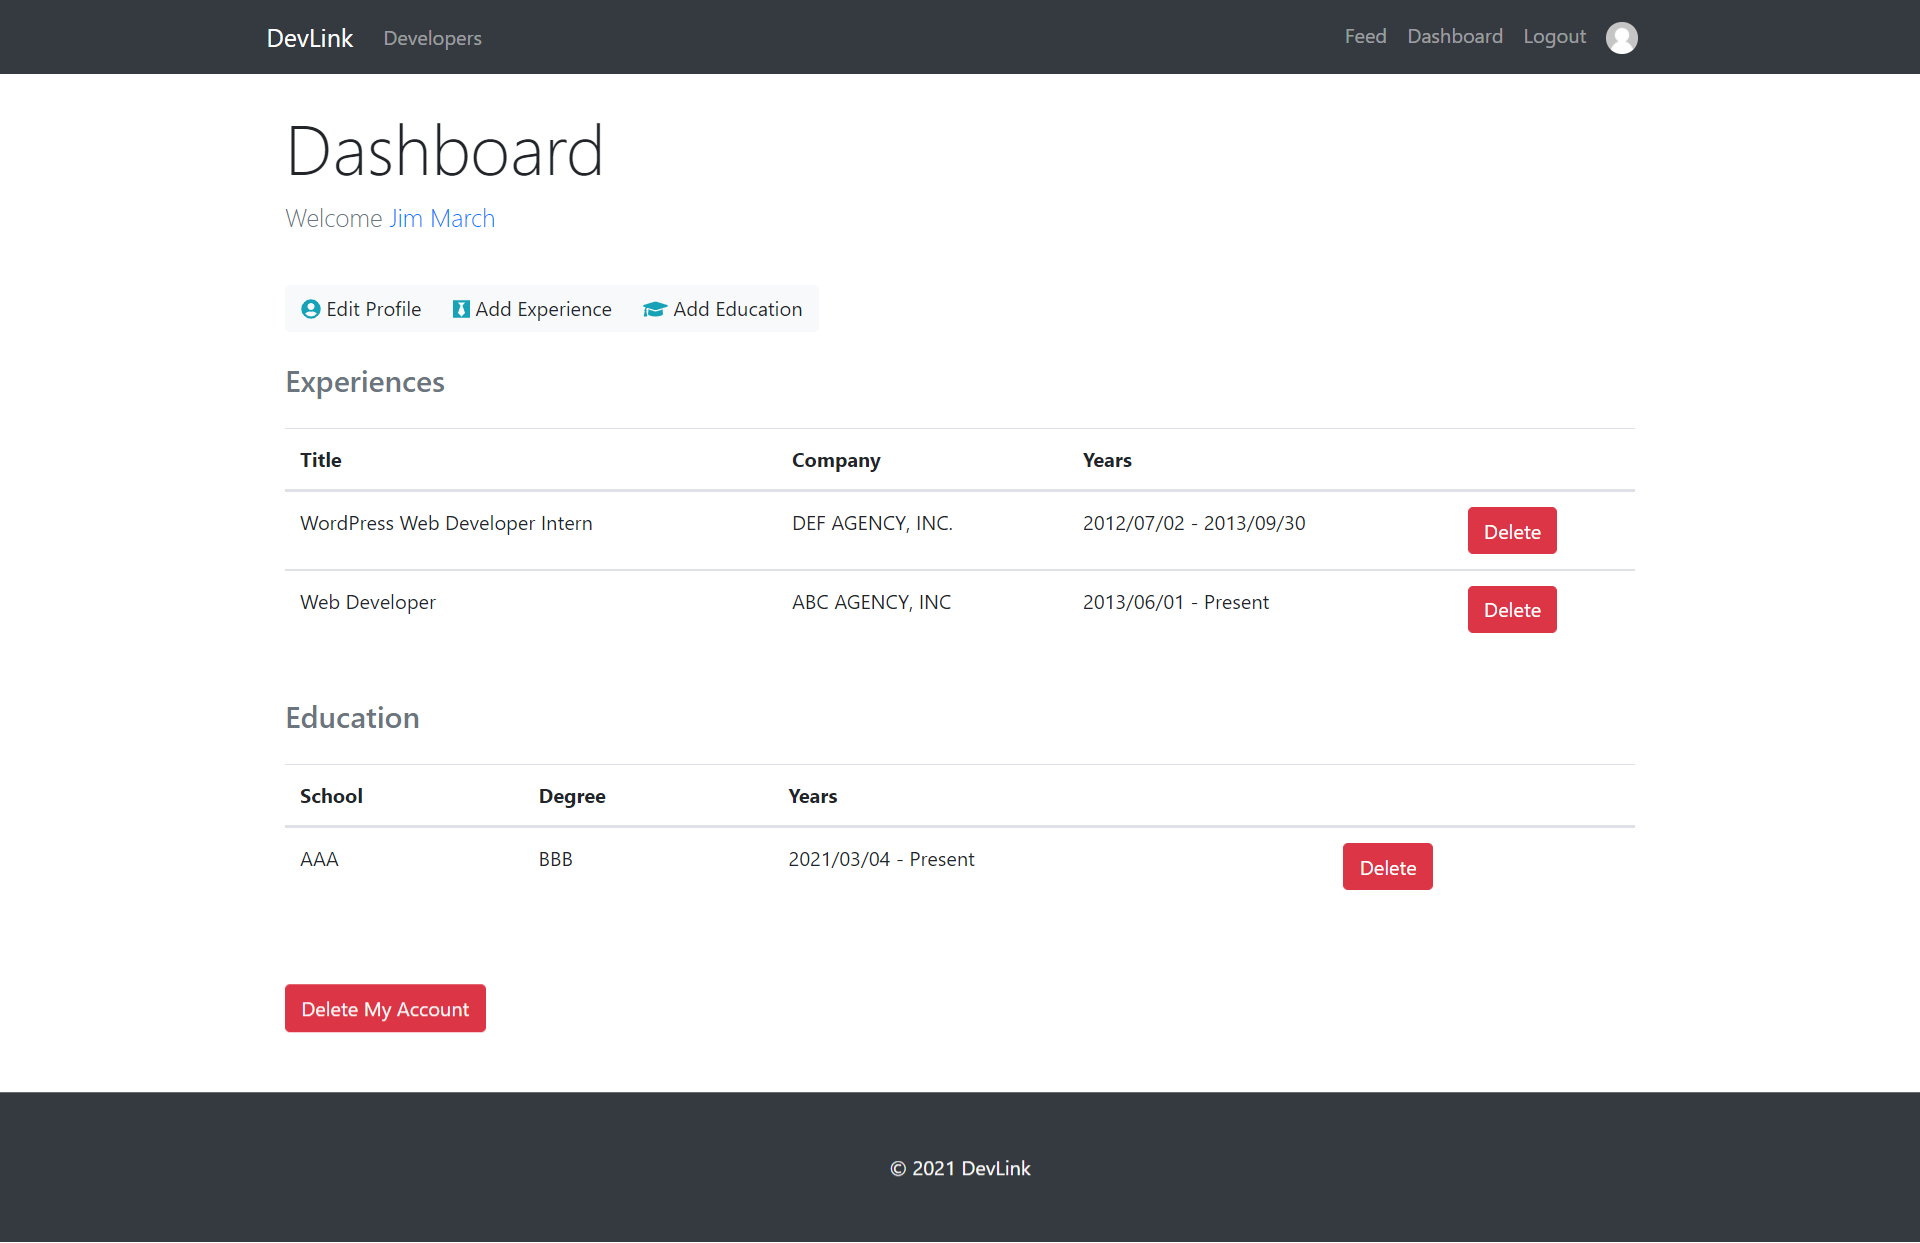 DevLink Developers Feed Dashboard Logout
Dashboard
Welcome Jim March
Edit Profile Add Experience Add Education
Experiences
Title Company Years
WordPress Web Developer Intern DEF AGENCY, INC. 2012/07/02 - 2013/09/30 Delete
Web Developer ABC AGENCY, INC 2013/06/01 - Present Delete
Education
School Degree Years
AAA BBB 2021/03/04 - Present Delete
Delete My Account
© 2021 DevLink